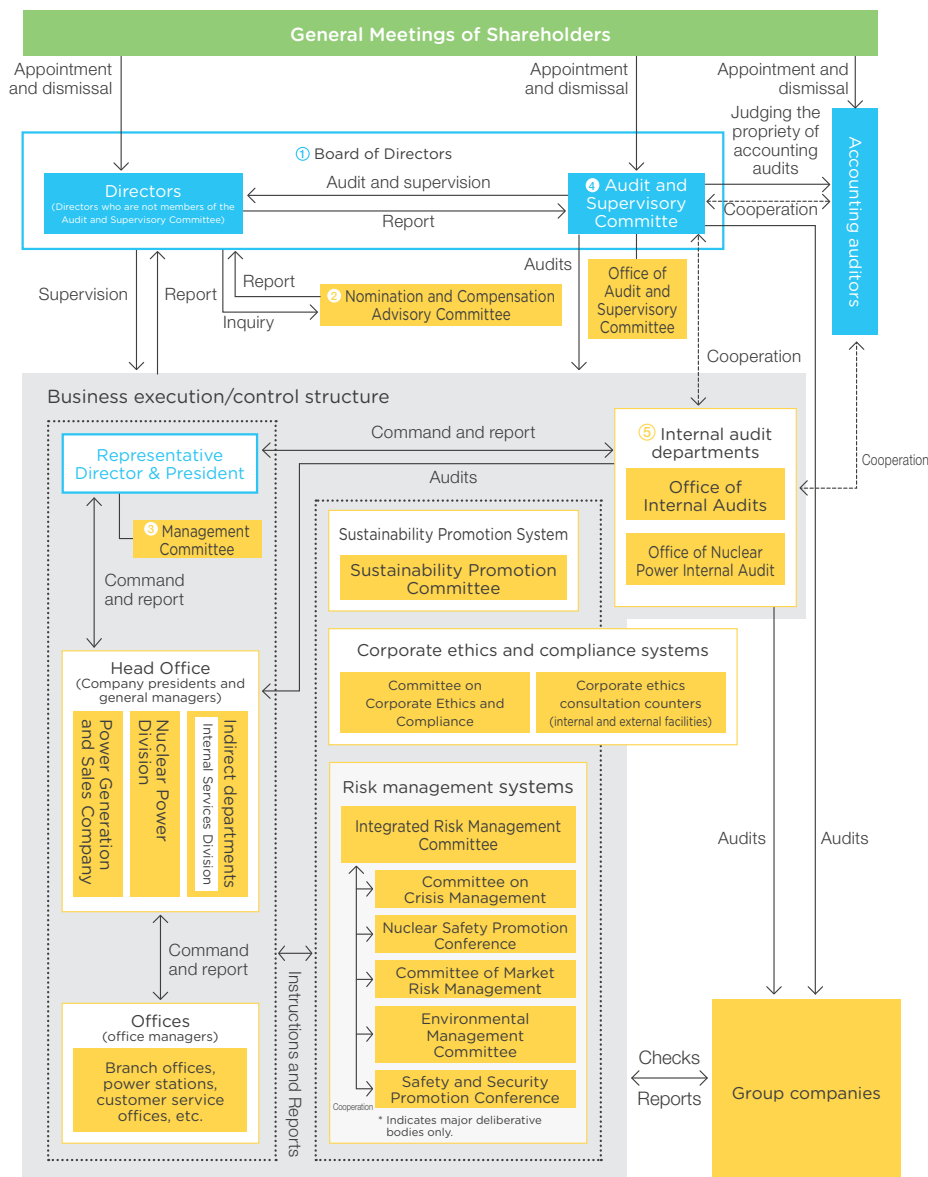 General Meetings of Shareholders
Appointment
and dismissal
Appointment
and dismissal
Appointment and
dismissal
Judging the
propriety of
accounting
audits
① Board of Directors
Directors
(Directors who are not members of the
Audit and Supervisory Committee)
Audit and supervision
Report
❹ Audit and
Supervisory
Committe
Cooperation
Accounting auditors
Supervision
Report
Report
Inquiry
❷ Nomination and Compensation
Advisory Committee
Audits
Office of
Audit and
Supervisory
Committee
Cooperation
Cooperation
Business execution/control structure
Representative
Director & President
Command and report
Audits
⑤ Internal audit
departments
Office of
Internal Audits
Office of Nuclear
Power Internal Audit
❸ Management
Committee
Command
and report
Sustainability Promotion System
Sustainability Promotion
Committee
Corporate ethics and compliance systems
Committee on
Corporate Ethics and
Compliance
Corporate ethics
consultation counters
(internal and external facilities)
Head Office
(Company presidents and
general managers)
Power Generation
and Sales Company
Nuclear Power
Division
Indirect departments
Internal Services Division
Risk management systems
Integrated Risk Management
Committee
Committee on
Crisis Management
Nuclear Safety Promotion
Conference
Committee of Market
Risk Management
Environmental
Management
Committee
Safety and Security
Promotion Conference
Cooperation
* Indicates major deliberative
bodies only.
Command
and report
Instructions and Reports
Offices
(office managers)
Branch offices,
power stations,
customer service
offices, etc.
Audits
Audits
Checks
Reports
Group companies